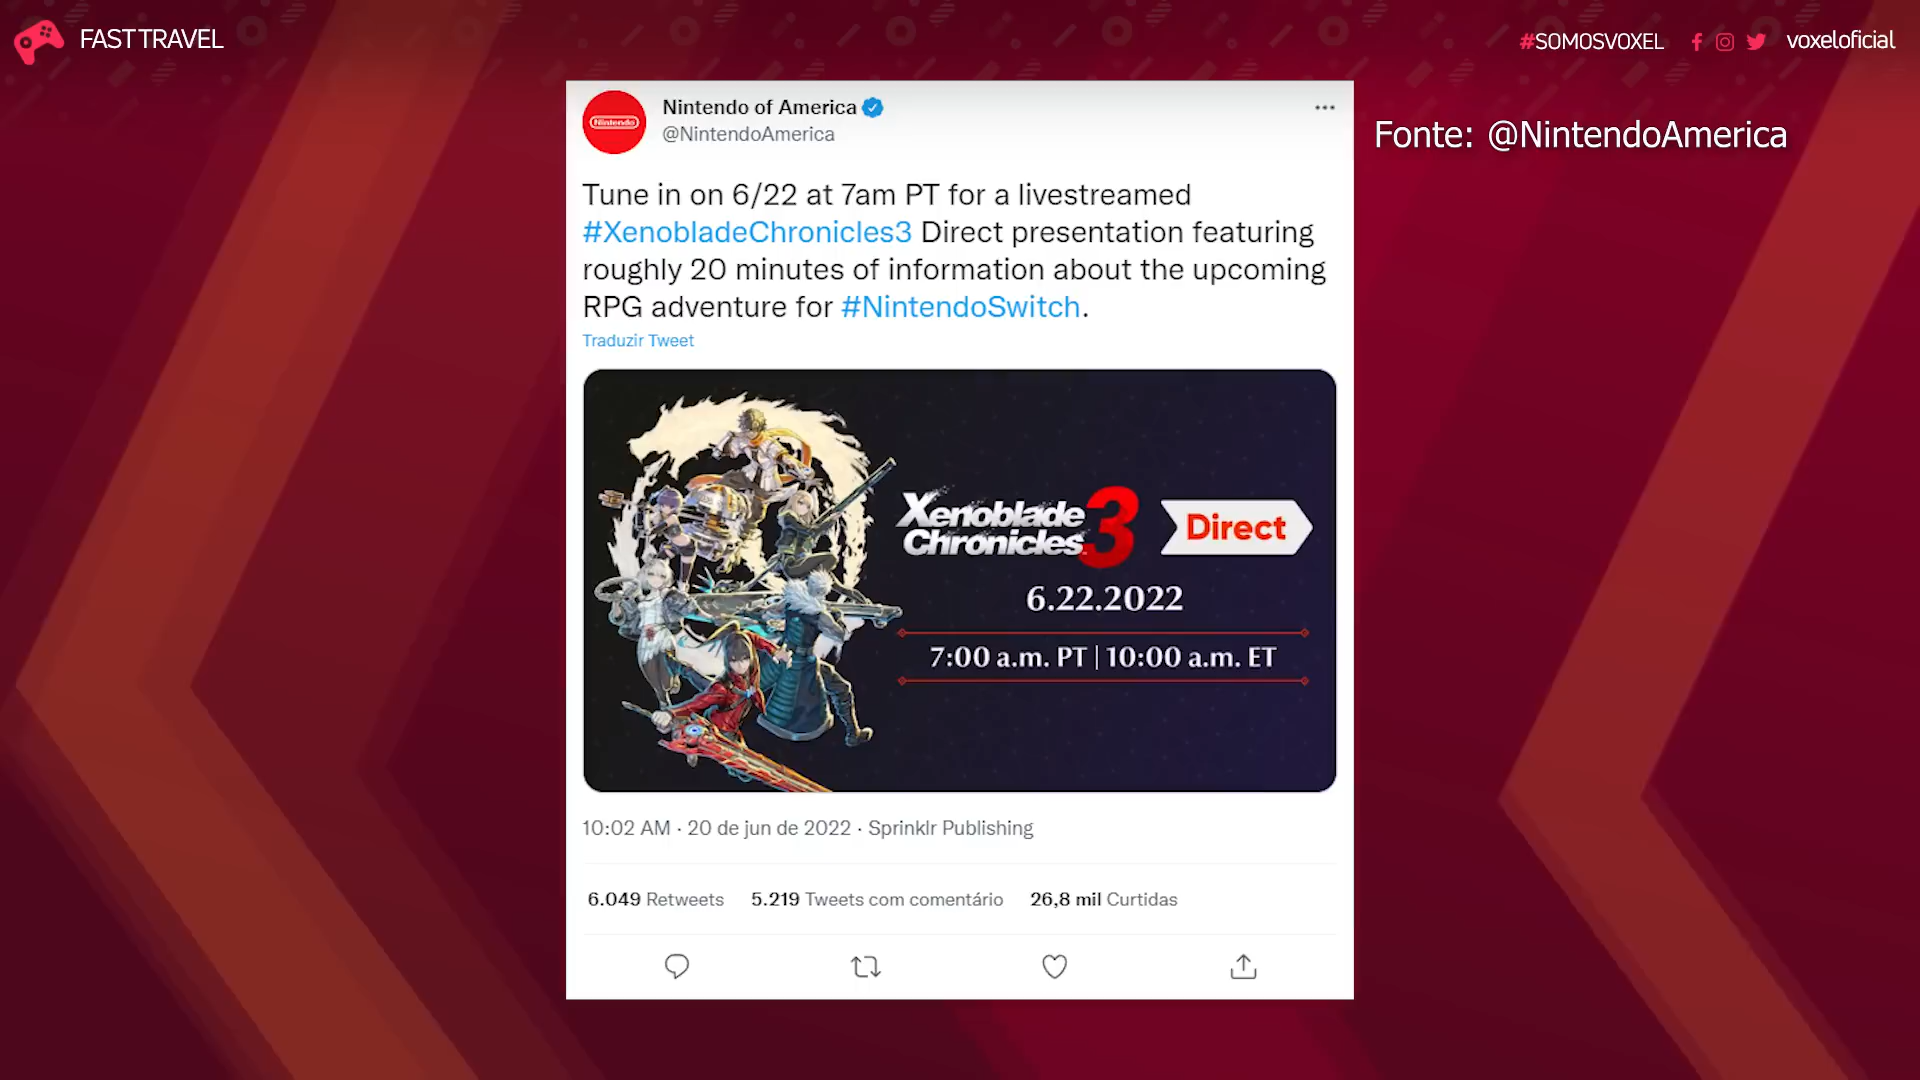 FAST TRAVEL
#SOMOSVOXEL voxeloficial
Fonte: @NintendoAmerica
Nintendo
Nintendo of America
@NintendoAmerica
Tune in on 6/22 at 7am PT for a livestreamed
#XenobladeChronicles3 Direct presentation featuring
roughly 20 minutes of information about the upcoming
RPG adventure for #NintendoSwitch.
Traduzir Tweet
Xenoblade
Chronicles 3
Direct
6.22.2022
7:00 a.m. PT | 10:00 a.m. ET
10:02 AM · 20 de jun de 2022 · Sprinklr Publishing
6.049 Retweets 5.219 Tweets com comentário 26,8 mil Curtidas